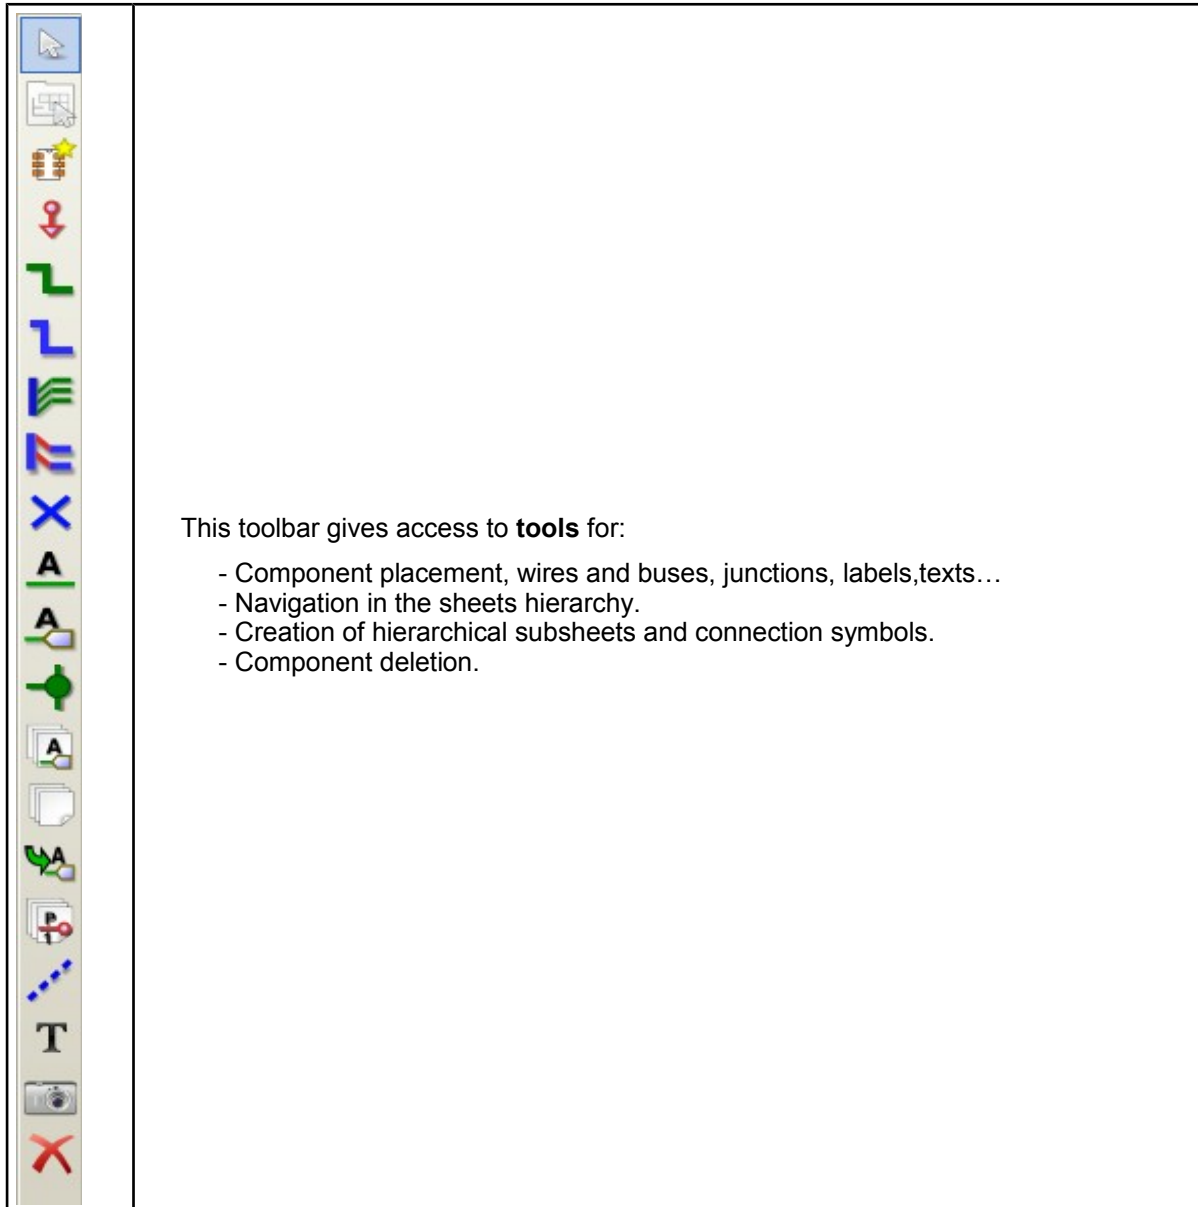 This toolbar gives access to tools for:
- Component placement, wires and buses, junctions, labels,texts…
- Navigation in the sheets hierarchy.
- Creation of hierarchical subsheets and connection symbols.
- Component deletion.
A
A
A
A
P
1
T